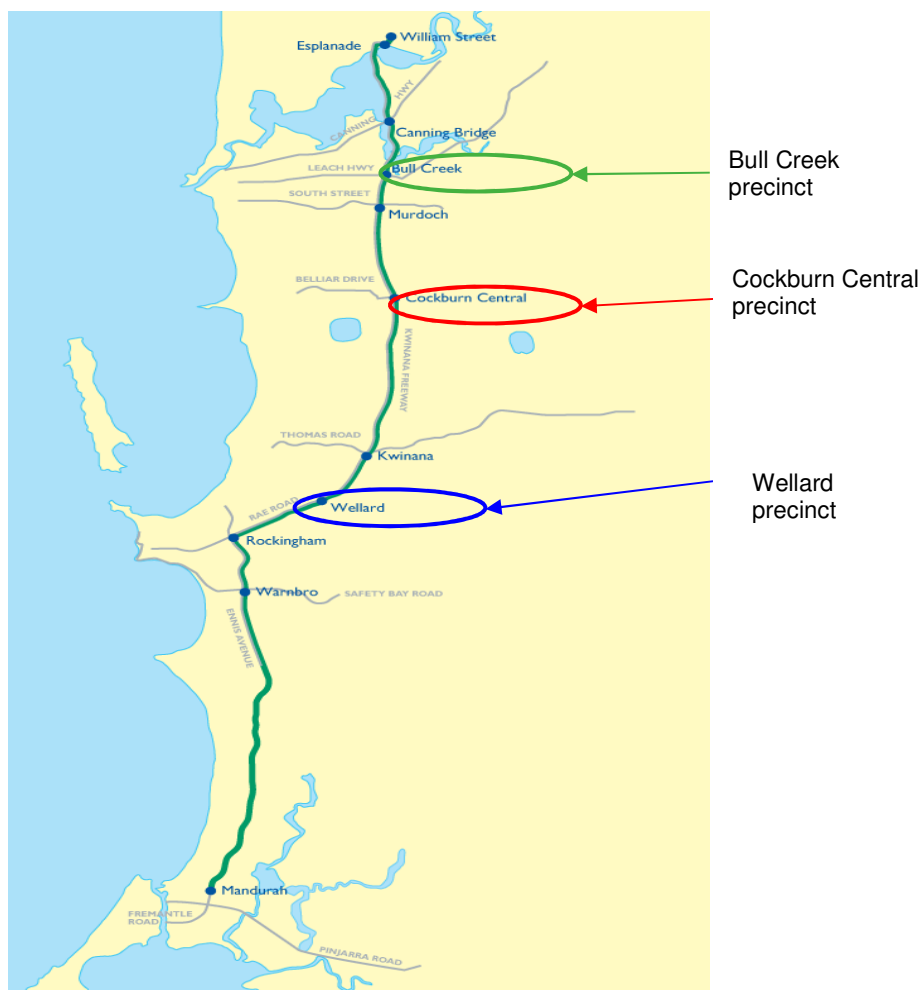 William Street
Esplanade
CANNING HWY
Canning Bridge
LEACH HWY
Bull Creek
Bull Creek
precinct
SOUTH STREET
Murdoch
BELLIAR DRIVE
Cockburn Central
Cockburn Central
precinct
KWINANA FREEWAY
THOMAS ROAD
Kwinana
RAE ROAD
Wellard
Wellard
precinct
Rockingham
Warnbro
SAFETY BAY ROAD
ENNIS AVENUE
Mandurah
FREMANTLE
ROAD
PINJARRA ROAD